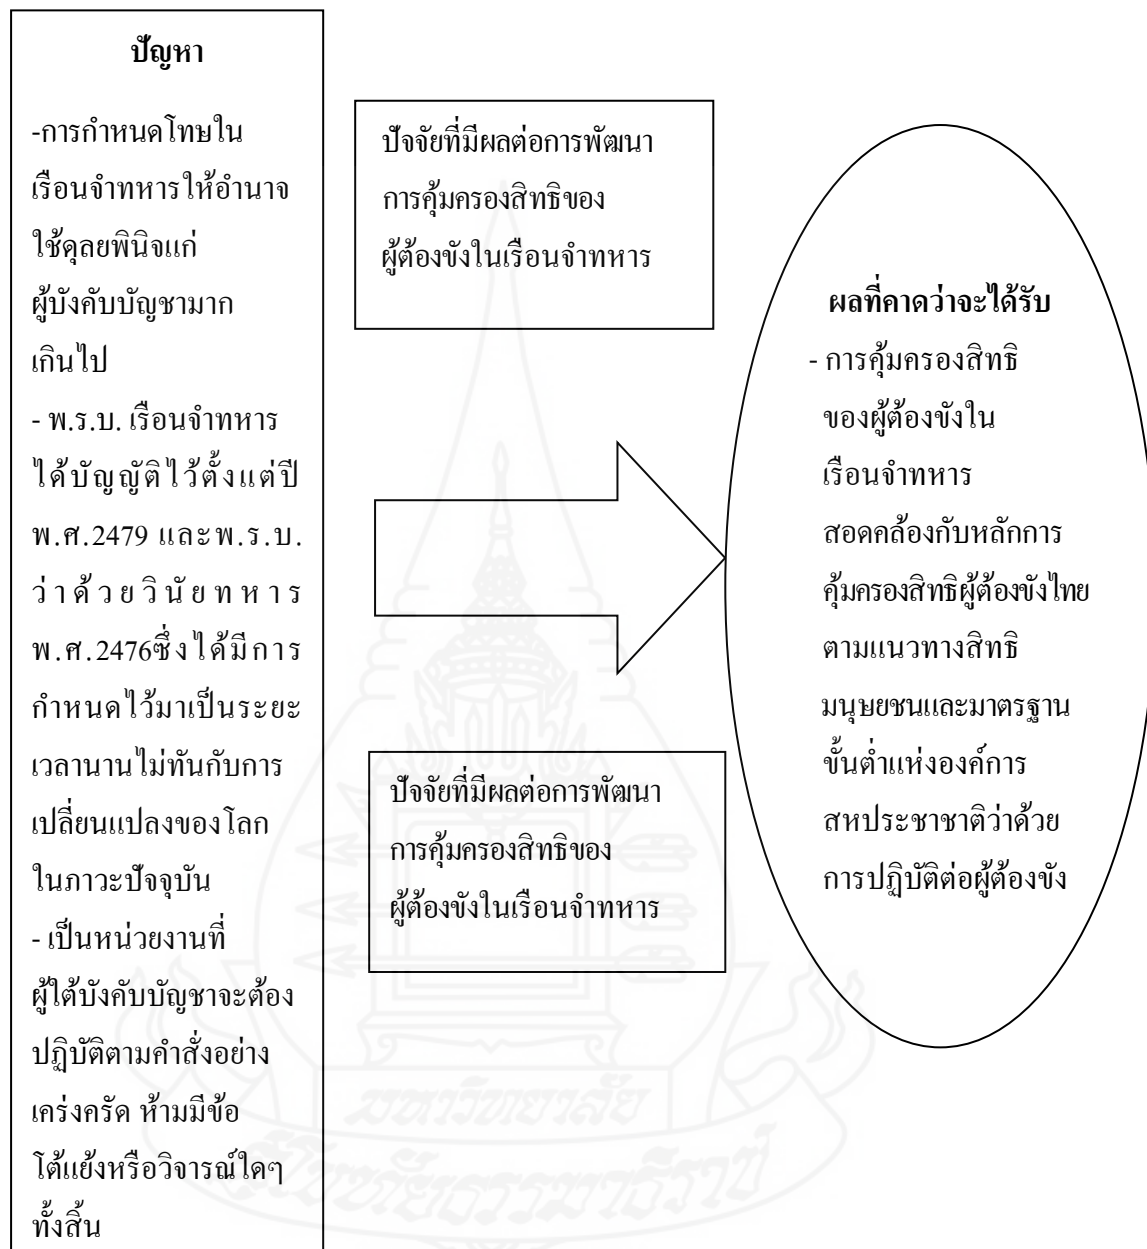 ปัญหา
-การกำหนดโทษใน
เรือนจำทหารให้อำนาจ
ใช้ดุลยพินิจแก่
ผู้บังคับบัญชามาก
เกินไป
- พ.ร.บ. เรือนจำทหาร
ได้บัญญัติไว้ตั้งแต่ปี
พ.ศ.2479 และพ.ร.บ.
ว่าด้วยวินัยทหาร
พ.ศ.2476ซึ่งได้มีการ
กำหนดไว้มาเป็นระยะ
เวลานานไม่ทันกับการ
เปลี่ยนแปลงของโลก
ในภาวะปัจจุบัน
- เป็นหน่วยงานที่
ผู้ใต้บังคับบัญชาจะต้อง
ปฏิบัติตามคำสั่งอย่าง
เคร่งครัด ห้ามมีข้อ
โต้แย้งหรือวิจารณ์ใดๆ
ทั้งสิ้น
ปัจจัยที่มีผลต่อการพัฒนา
การคุ้มครองสิทธิของ
ผู้ต้องขังในเรือนจำทหาร
ปัจจัยที่มีผลต่อการพัฒนา
การคุ้มครองสิทธิของ
ผู้ต้องขังในเรือนจำทหาร
ผลที่คาดว่าจะได้รับ
- การคุ้มครองสิทธิ
ของผู้ต้องขังใน
เรือนจำทหาร
สอดคล้องกับหลักการ
คุ้มครองสิทธิผู้ต้องขังไทย
ตามแนวทางสิทธิ
มนุษยชนและมาตรฐาน
ขั้นต่ำแห่งองค์การ
สหประชาชาติว่าด้วย
การปฏิบัติต่อผู้ต้องขัง
มหาวิทยาลัย
สุโขทัยธรรมาธิราช